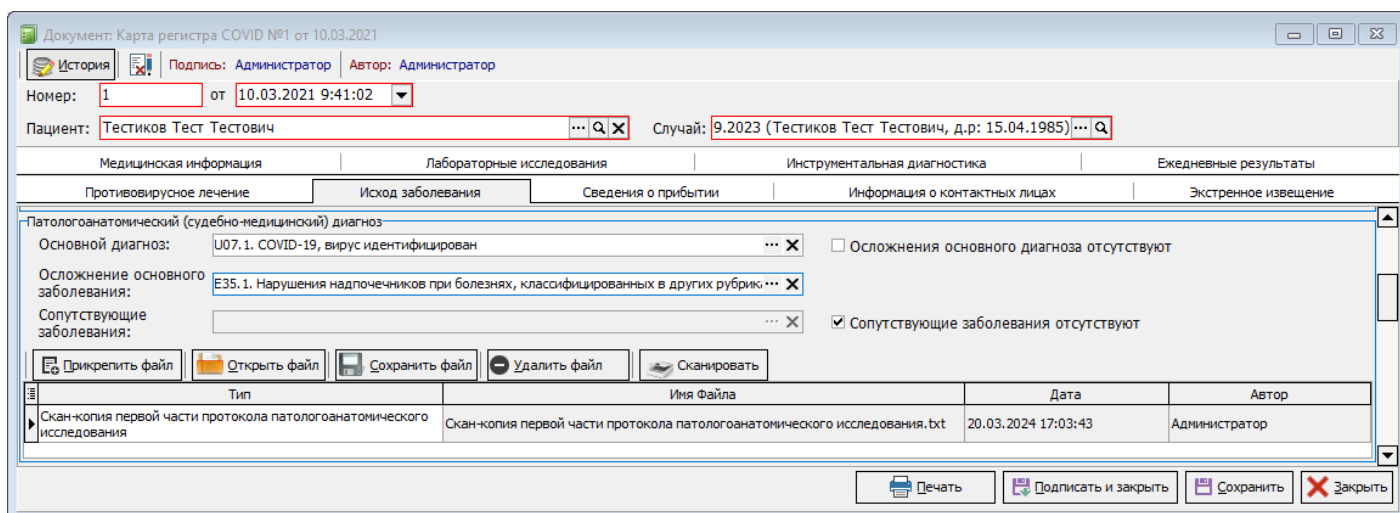 Документ: Карта регистра COVID №1 от 10.03.2021
История Подпись: Администратор Автор: Администратор
Номер: 1 от 10.03.2021 9:41:02
Пациент: Тестиков Тест Тестович ... Случай: 9.2023 (Тестиков Тест Тестович, д.р: 15.04.1985) ...
Медицинская информация Лабораторные исследования Инструментальная диагностика Ежедневные результаты
Противовирусное лечение Исход заболевания Сведения о прибытии Информация о контактных лицах Экстренное извещение
Патологоанатомический (судебно-медицинский) диагноз
Основной диагноз: U07.1. COVID-19, вирус идентифицирован ... Осложнения основного диагноза отсутствуют
Осложнение основного
заболевания:
E35.1. Нарушения надпочечников при болезнях, классифицированных в других рубрик ...
Сопутствующие
заболевания:
... Сопутствующие заболевания отсутствуют
Прикрепить файл Открыть файл Сохранить файл Удалить файл Сканировать
Тип Имя Файла Дата Автор
Скан-копия первой части протокола патологоанатомического
исследования
Скан-копия первой части протокола патологоанатомического исследования.txt 20.03.2024 17:03:43 Администратор
Печать Подписать и закрыть Сохранить Закрыть